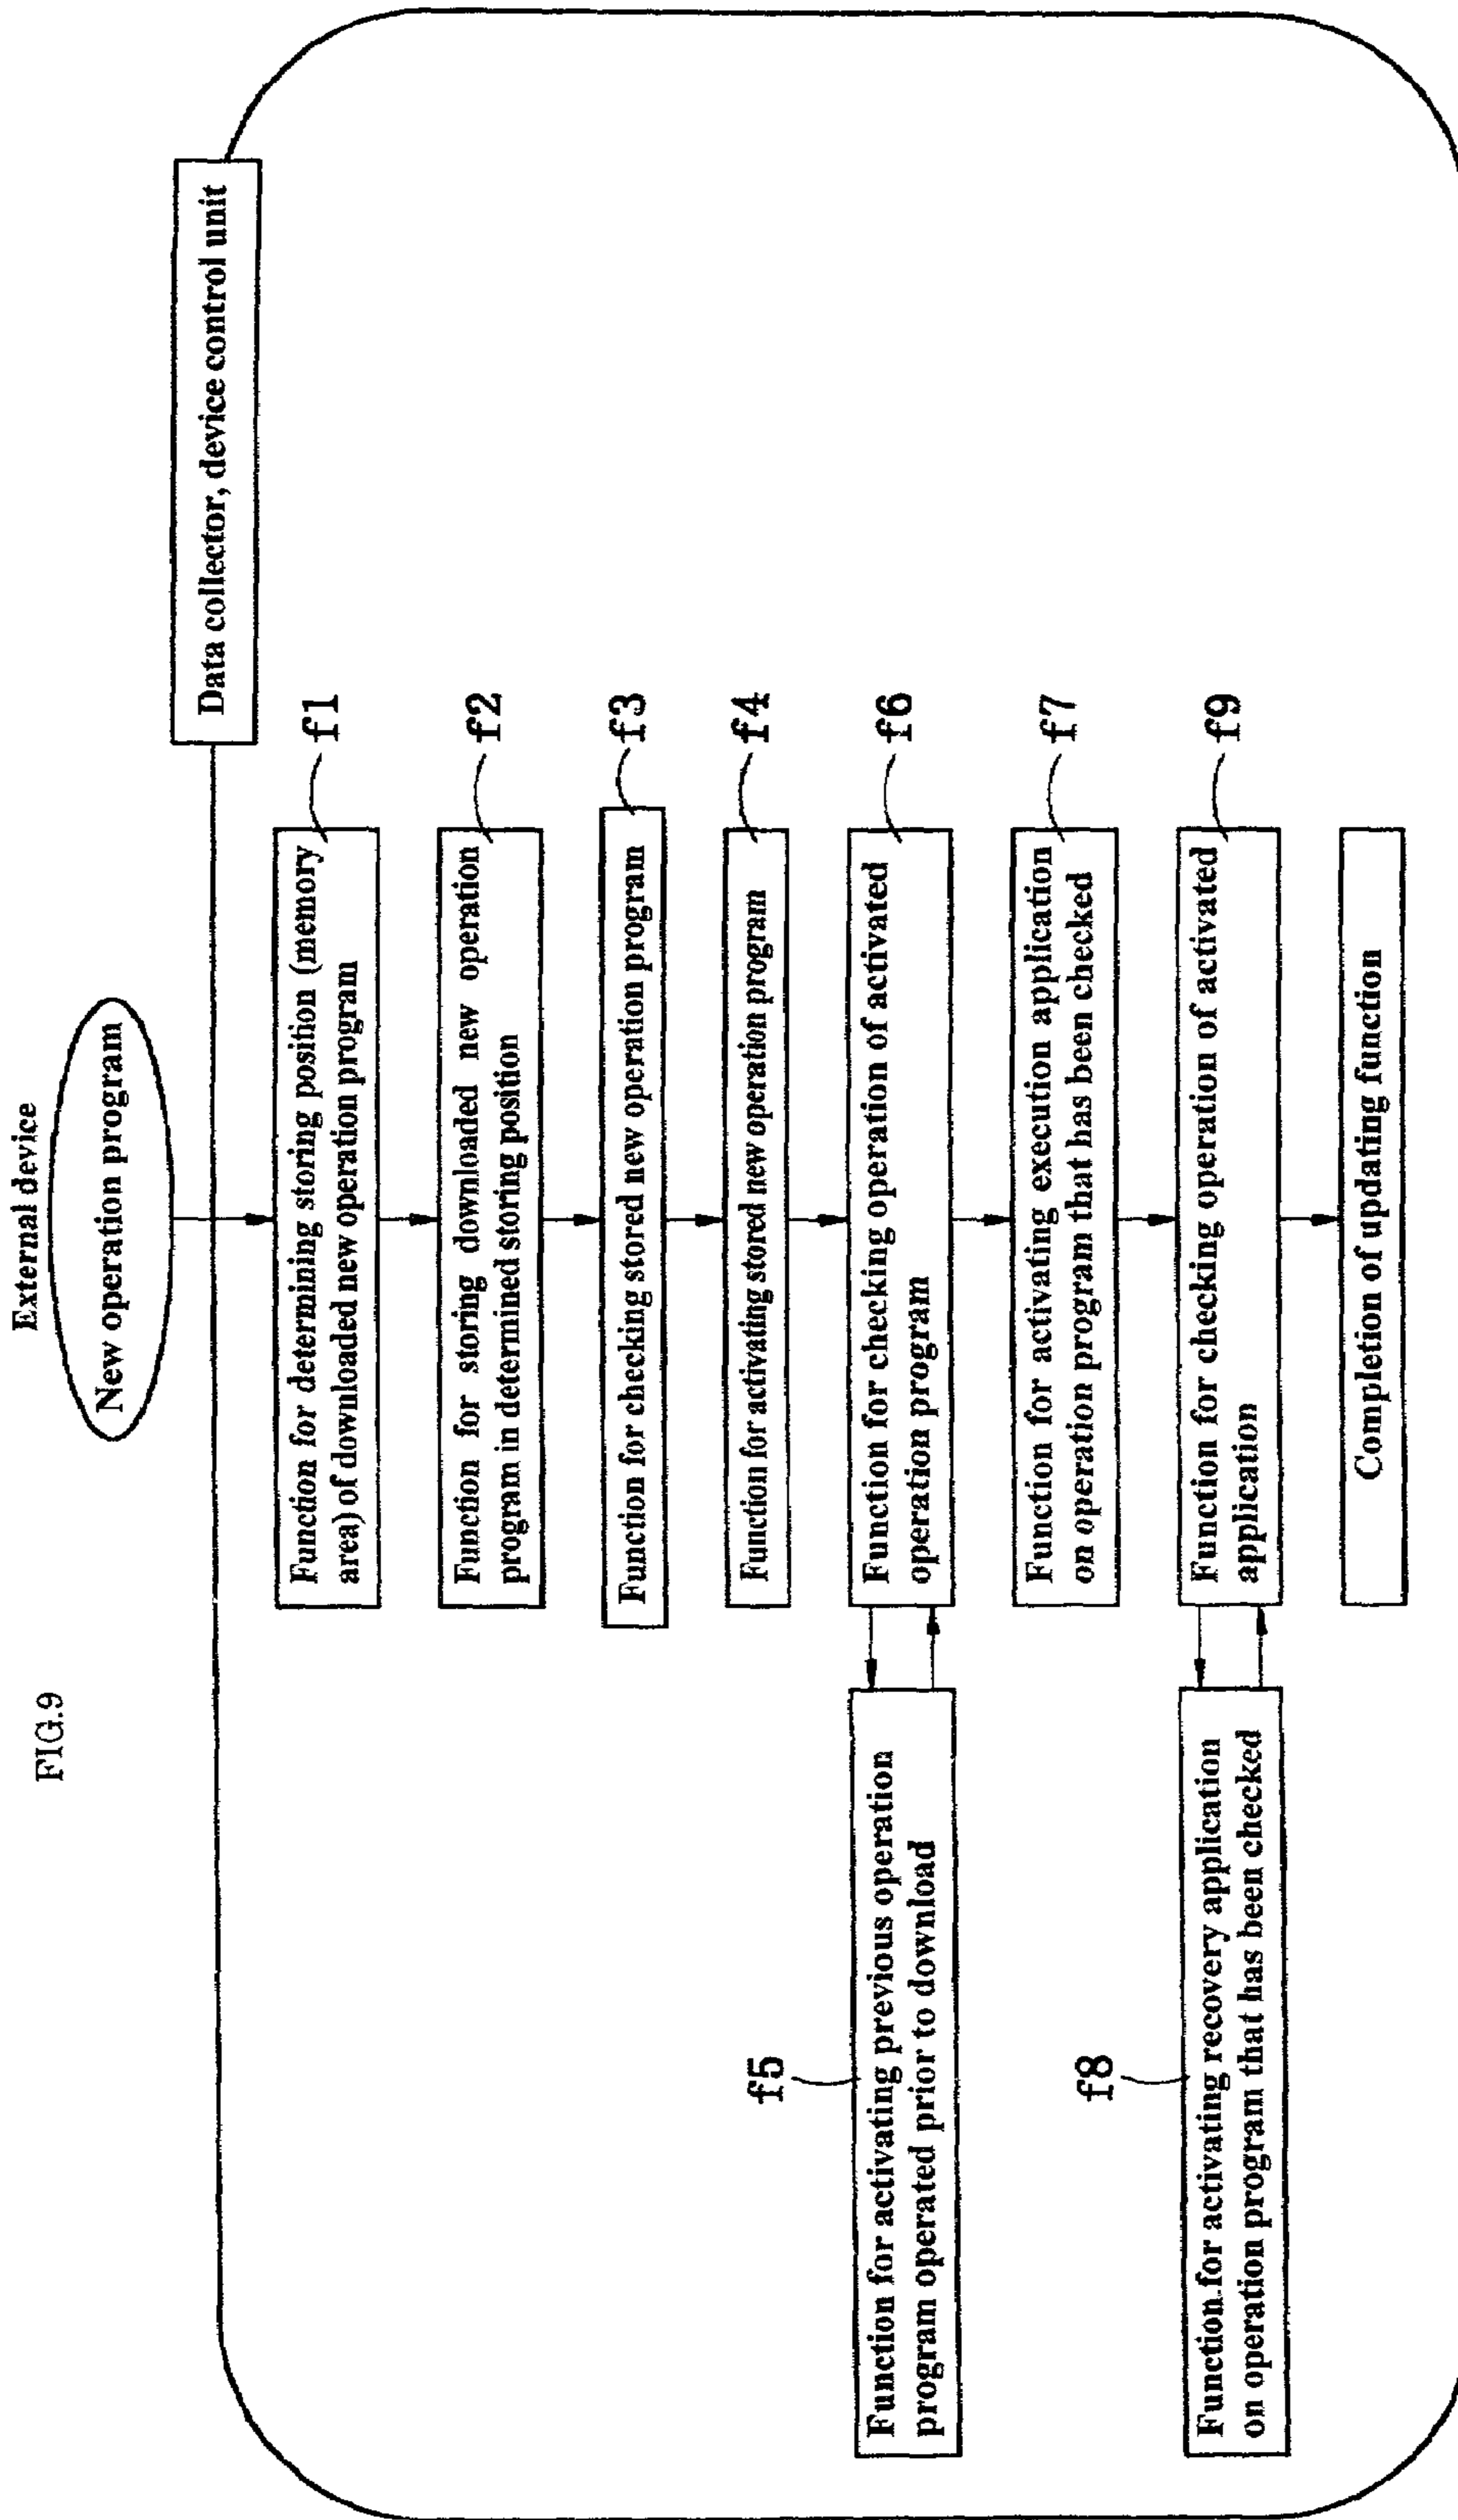 FIG.9
External device
New operation program
Data collector, device control unit
Function for determining storing position (memory
area) of downloaded new operation program
f1
Function for storing downloaded new operation
program in determined storing position
f2
Function for checking stored new operation program
f3
Function for activating stored new operation program
f4
Function for activating previous operation
program operated prior to download
f5
Function for checking operation of activated
operation program
f6
Function for activating execution application
on operation program that has been checked
f7
Function for activating recovery application
on operation program that has been checked
f8
Function for checking operation of activated
application
f9
Completion of updating function